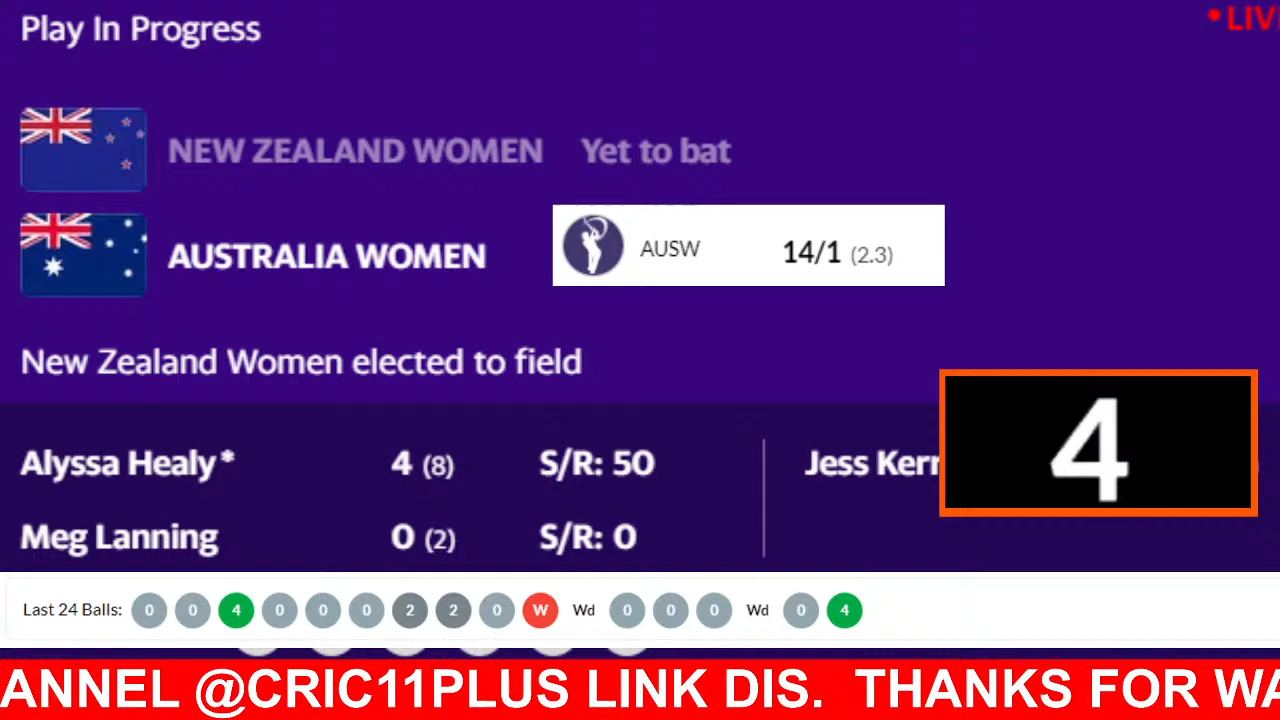 Play In Progress
•LIV
NEW ZEALAND WOMEN Yet to bat
AUSTRALIA WOMEN AUSW 14/1 (2.3)
New Zealand Women elected to field
4
Alyssa Healy* 4 (8) S/R: 50 Jess Kerr
Meg Lanning 0 (2) S/R: 0
Last 24 Balls: 0 0 4 0 0 0 2 2 0 W Wd 0 0 0 Wd 0 4
ANNEL @CRIC11PLUS LINK DIS. THANKS FOR WA